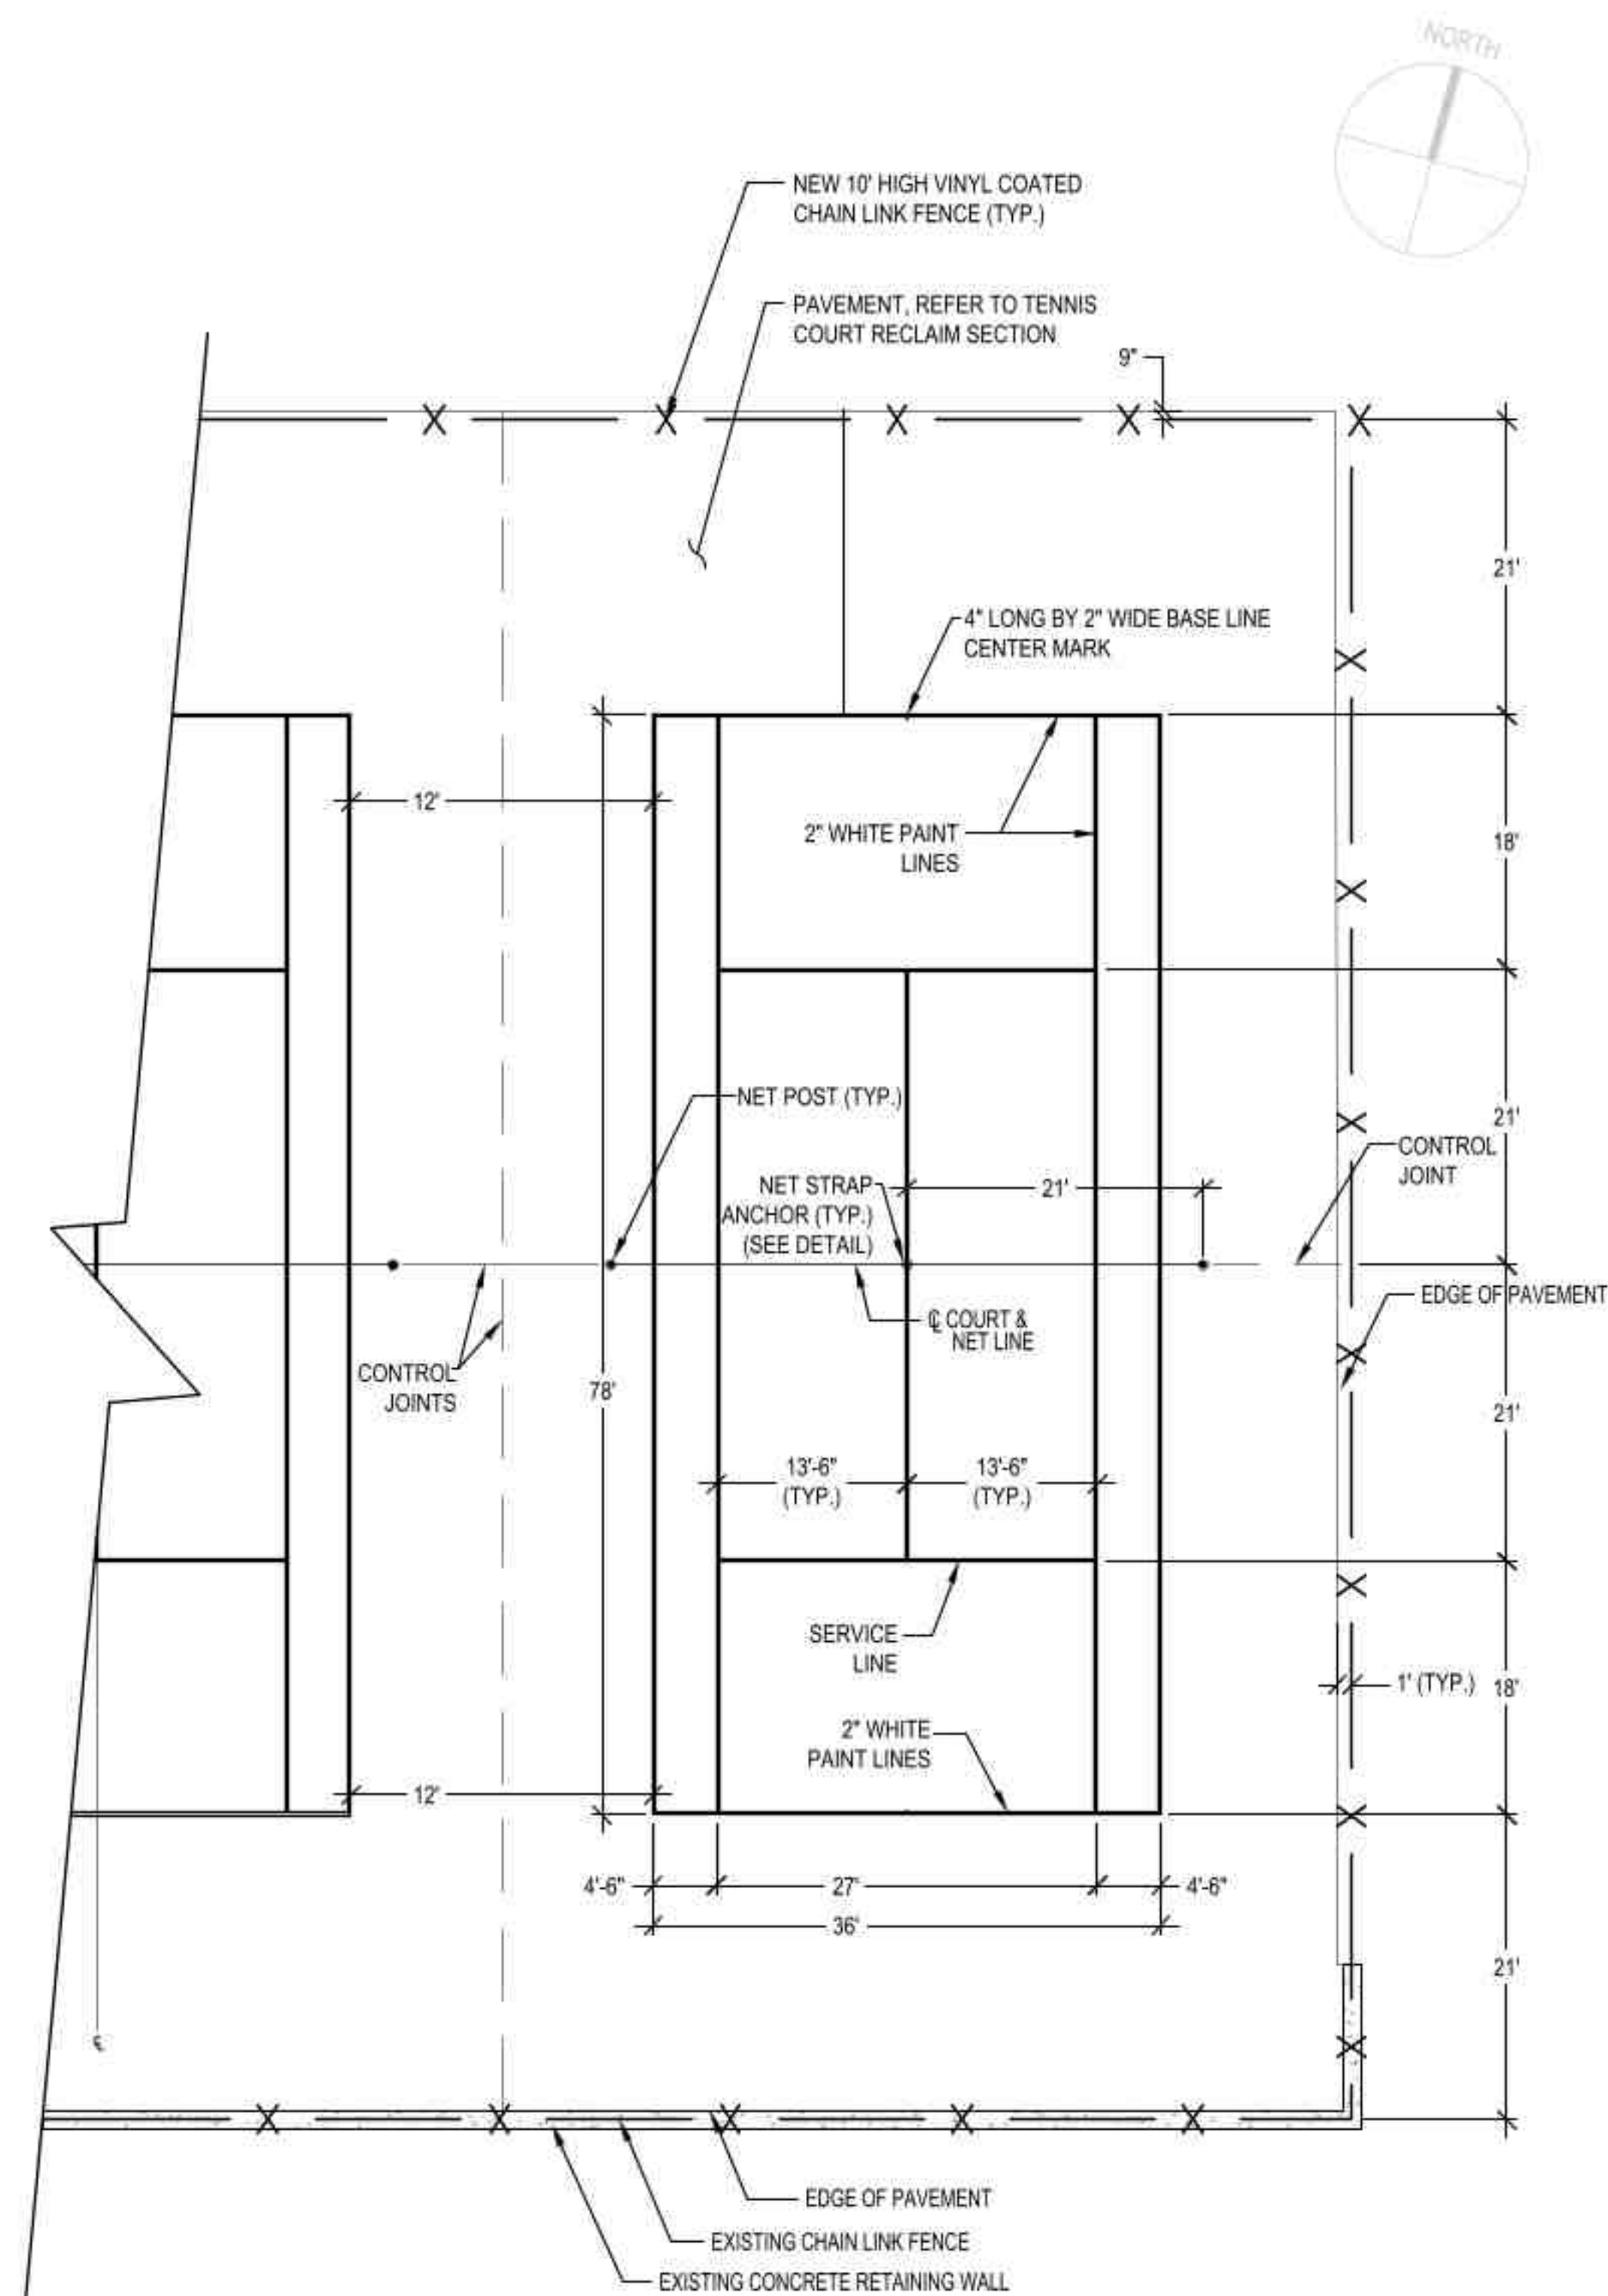 NORTH
NEW 10' HIGH VINYL COATED
CHAIN LINK FENCE (TYP.)
PAVEMENT, REFER TO TENNIS
COURT RECLAIM SECTION
9"
21'
4" LONG BY 2" WIDE BASE LINE
CENTER MARK
12'
2" WHITE PAINT
LINES
18'
NET POST (TYP.)
21'
CONTROL
JOINT
NET STRAP
ANCHOR (TYP.)
(SEE DETAIL)
21'
EDGE OF PAVEMENT
℄ COURT &
NET LINE
CONTROL
JOINTS
78'
21'
13'-6"
(TYP.)
13'-6"
(TYP.)
SERVICE
LINE
1' (TYP.)
18'
2" WHITE
PAINT LINES
12'
4'-6"
27'
4'-6"
36'
21'
℄
EDGE OF PAVEMENT
EXISTING CHAIN LINK FENCE
EXISTING CONCRETE RETAINING WALL